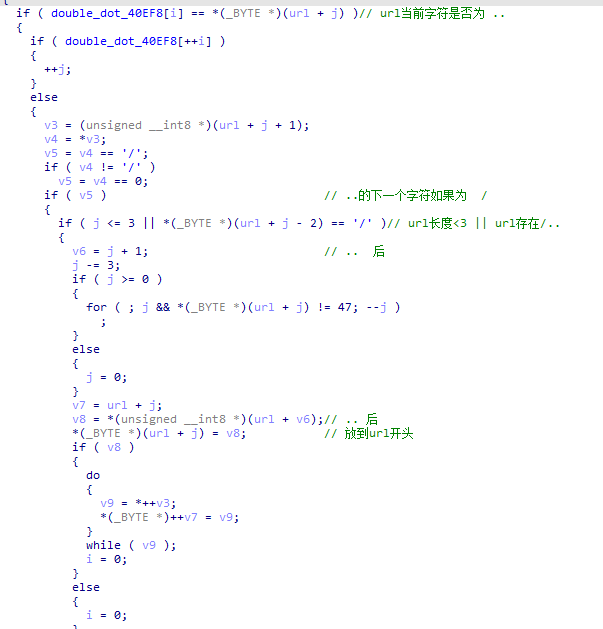 {
if ( double_dot_40EF8[i] == *(_BYTE *)(url + j) )// url当前字符是否为 ..
{
if ( double_dot_40EF8[++i] )
{
++j;
}
else
{
v3 = (unsigned __int8 *)(url + j + 1);
v4 = *v3;
v5 = v4 == '/';
if ( v4 != '/' )
v5 = v4 == 0;
if ( v5 ) // ..的下一个字符如果为 /
{
if ( j <= 3 || *(_BYTE *)(url + j - 2) == '/' )// url长度<3 || url存在/..
{
v6 = j + 1; // .. 后
j -= 3;
if ( j >= 0 )
{
for ( ; j && *(_BYTE *)(url + j) != 47; --j )
;
}
else
{
j = 0;
}
v7 = url + j;
v8 = *(unsigned __int8 *)(url + v6);// .. 后
*(_BYTE *)(url + j) = v8; // 放到url开头
if ( v8 )
{
do
{
v9 = *++v3;
*(_BYTE *)++v7 = v9;
}
while ( v9 );
i = 0;
}
else
{
i = 0;
}